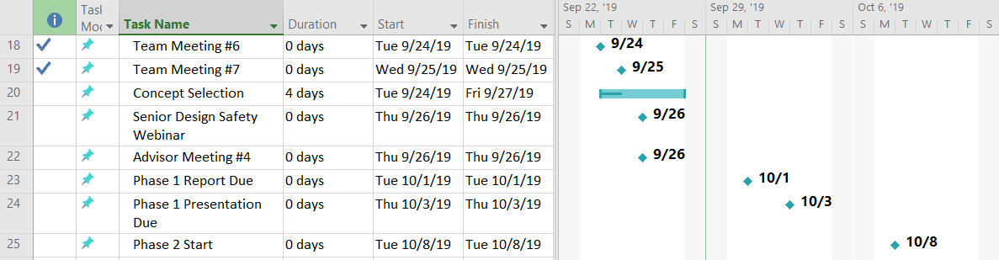 Task Mod Task Name Duration Start Finish Sep 22, '19 Sep 29, '19 Oct 6, '19
S M T W T F S S M T W T F S S M T W T F S
18 Team Meeting #6 0 days Tue 9/24/19 Tue 9/24/19 9/24
19 Team Meeting #7 0 days Wed 9/25/19 Wed 9/25/19 9/25
20 Concept Selection 4 days Tue 9/24/19 Fri 9/27/19
21 Senior Design Safety Webinar 0 days Thu 9/26/19 Thu 9/26/19 9/26
22 Advisor Meeting #4 0 days Thu 9/26/19 Thu 9/26/19 9/26
23 Phase 1 Report Due 0 days Tue 10/1/19 Tue 10/1/19 10/1
24 Phase 1 Presentation Due 0 days Thu 10/3/19 Thu 10/3/19 10/3
25 Phase 2 Start 0 days Tue 10/8/19 Tue 10/8/19 10/8